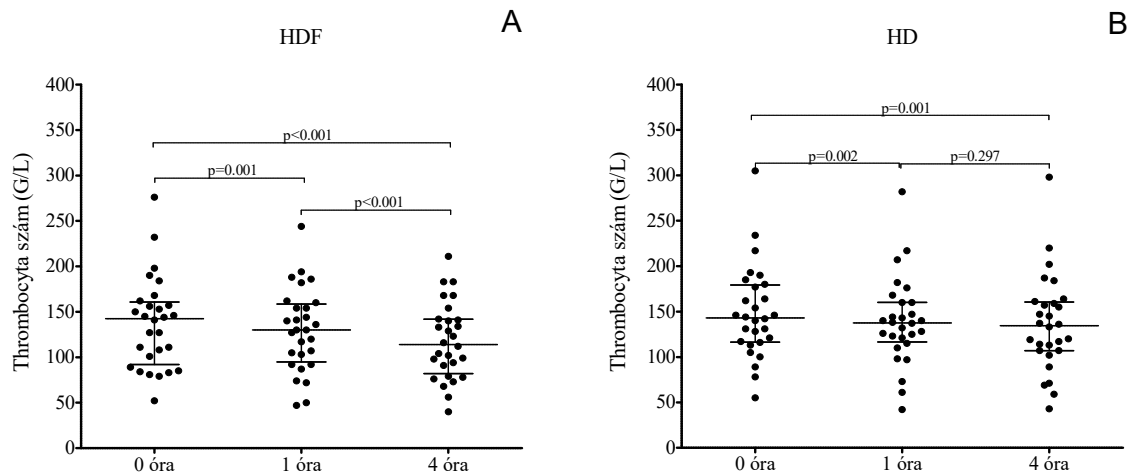 A
HDF
400
350
300
250
200
150
100
50
0
Thrombocyta szám (G/L)
p<0.001
p=0.001
p<0.001
0 óra 1 óra 4 óra
B
HD
400
350
300
250
200
150
100
50
0
Thrombocyta szám (G/L)
p=0.001
p=0.002 p=0.297
0 óra 1 óra 4 óra